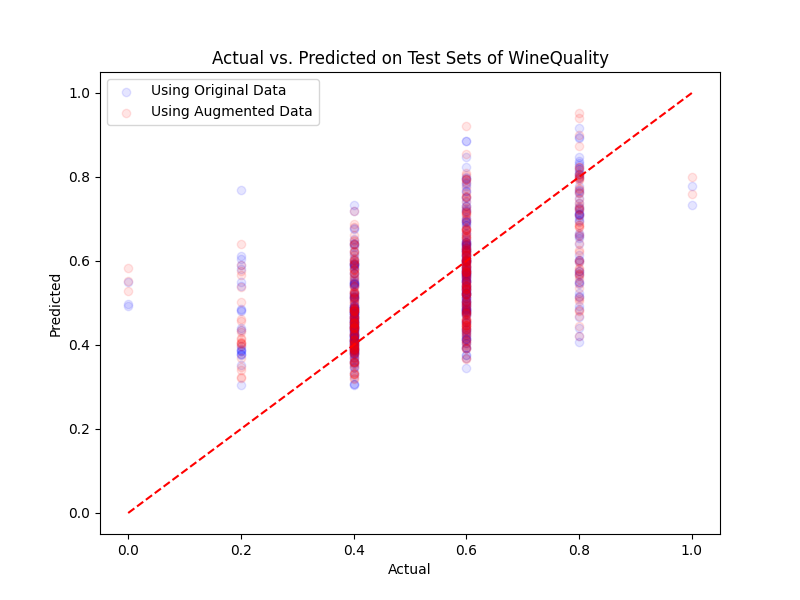 Actual vs. Predicted on Test Sets of WineQuality
Using Original Data
Using Augmented Data
1.0
0.8
0.6
0.4
0.2
0.0
Predicted
0.0 0.2 0.4 0.6 0.8 1.0
Actual